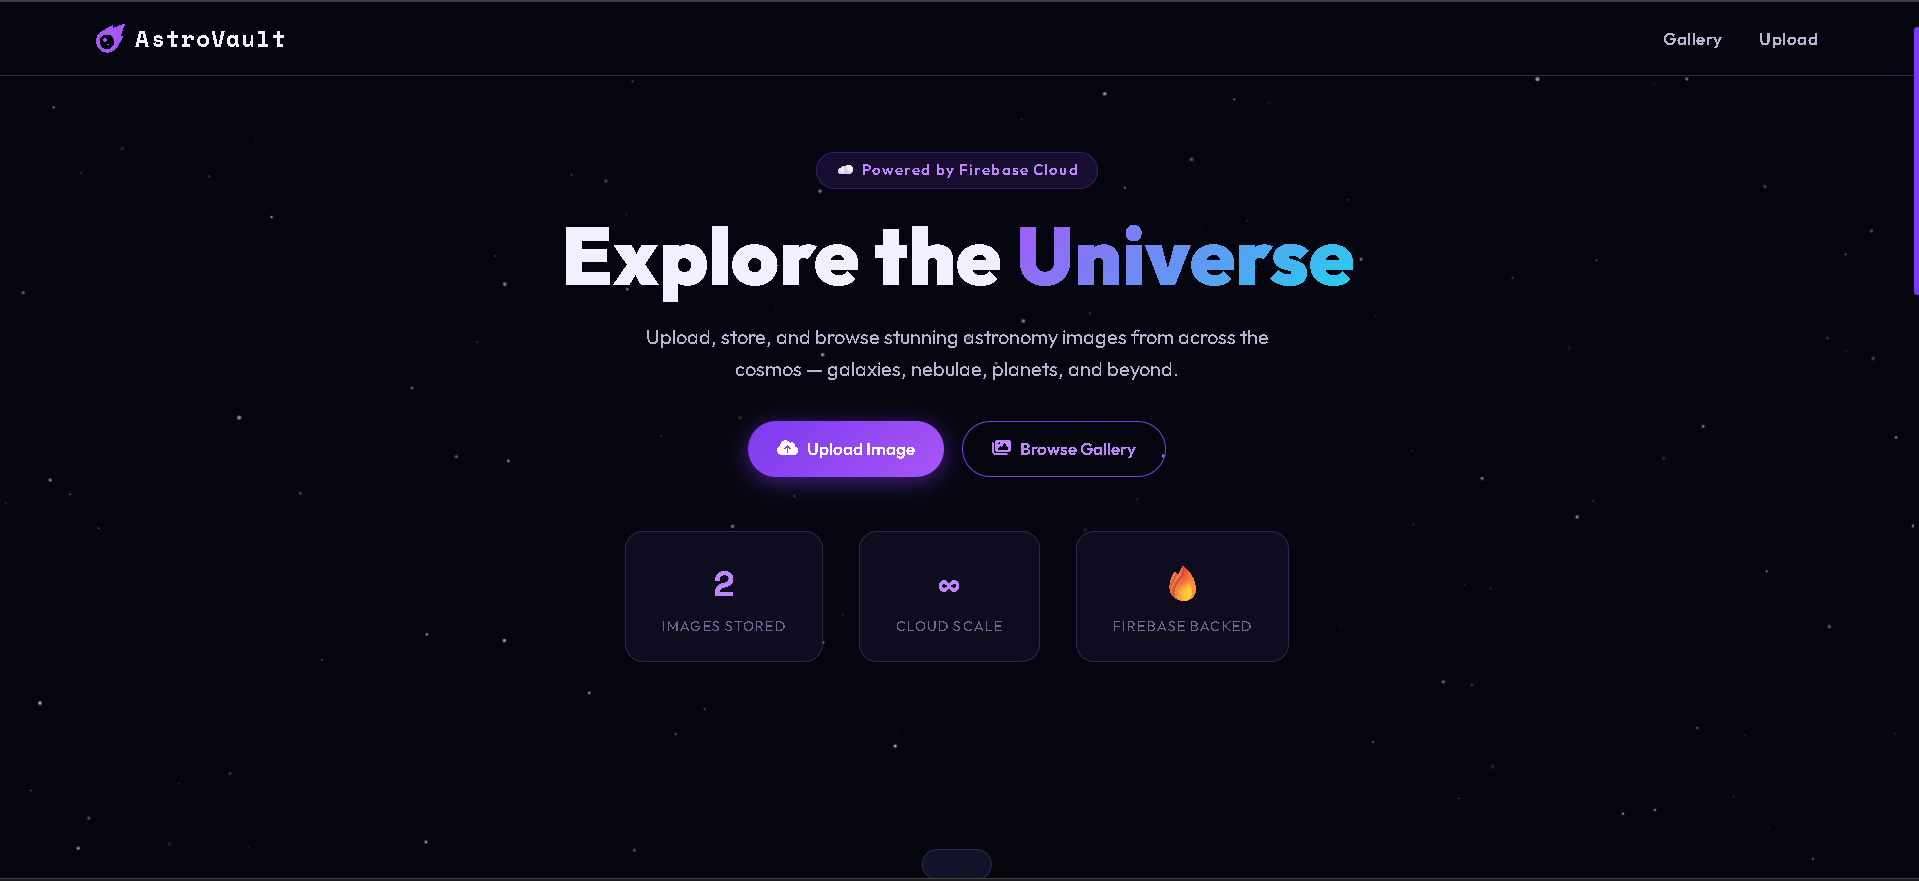 AstroVault
Gallery
Upload
Powered by Firebase Cloud
Explore the Universe
Upload, store, and browse stunning astronomy images from across the
cosmos — galaxies, nebulae, planets, and beyond.
Upload Image
Browse Gallery
2
IMAGES STORED
∞
CLOUD SCALE
FIREBASE BACKED